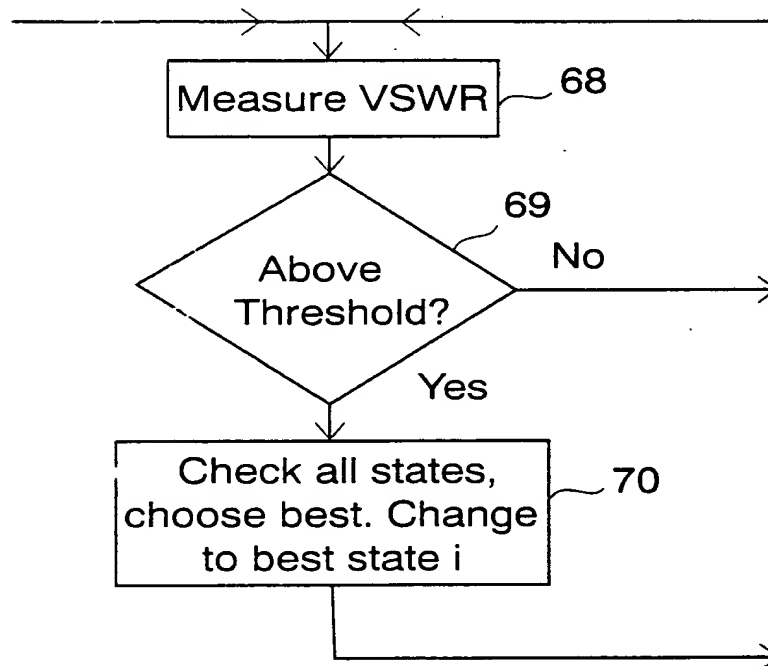 Measure VSWR
68
69
Above
Threshold?
No
Yes
Check all states,
choose best. Change
to best state i
70